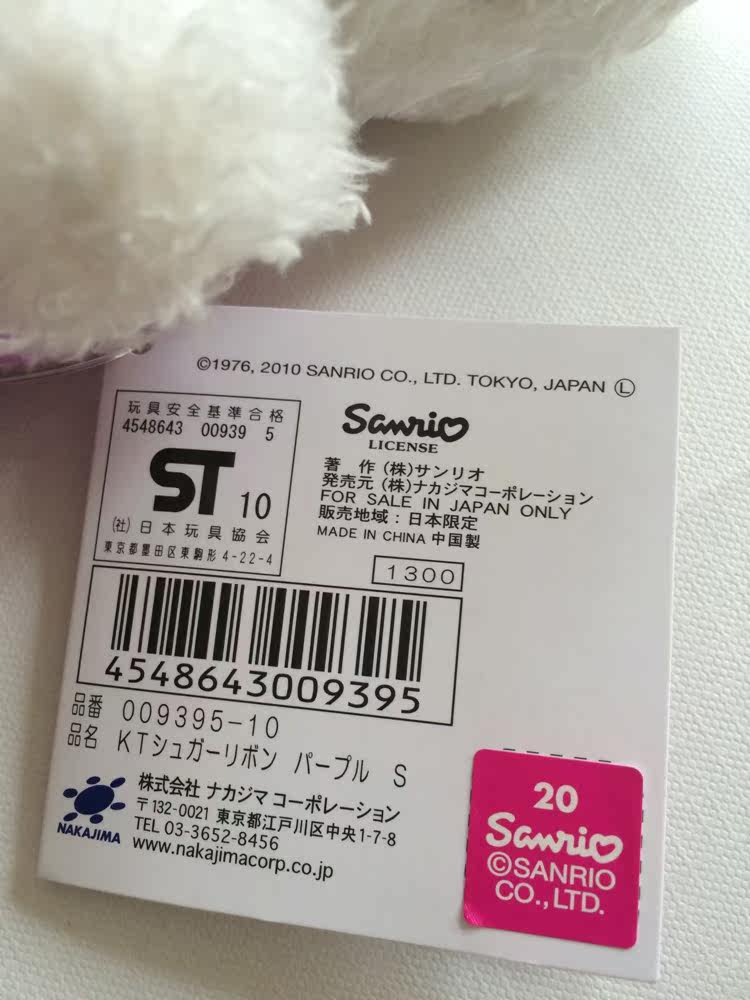 ©1976, 2010 SANRIO CO., LTD. TOKYO, JAPAN Ⓛ
玩具安全基準合格
4548643 00939 5
ST 10
(社)日本玩具協会
東京都墨田区東駒形4-22-4
Sanrio
LICENSE
著 作 (株)サンリオ
発売元 (株)ナカジマコーポレーション
FOR SALE IN JAPAN ONLY
販売地域：日本限定
MADE IN CHINA 中国製
1300
4548643009395
品番 009395-10
品名 KTシュガーリボン パープル S
NAKAJIMA
株式会社 ナカジマコーポレーション
〒132-0021 東京都江戸川区中央1-7-8
TEL 03-3652-8456
www.nakajimacorp.co.jp
20
Sanrio
©SANRIO
CO.,LTD.